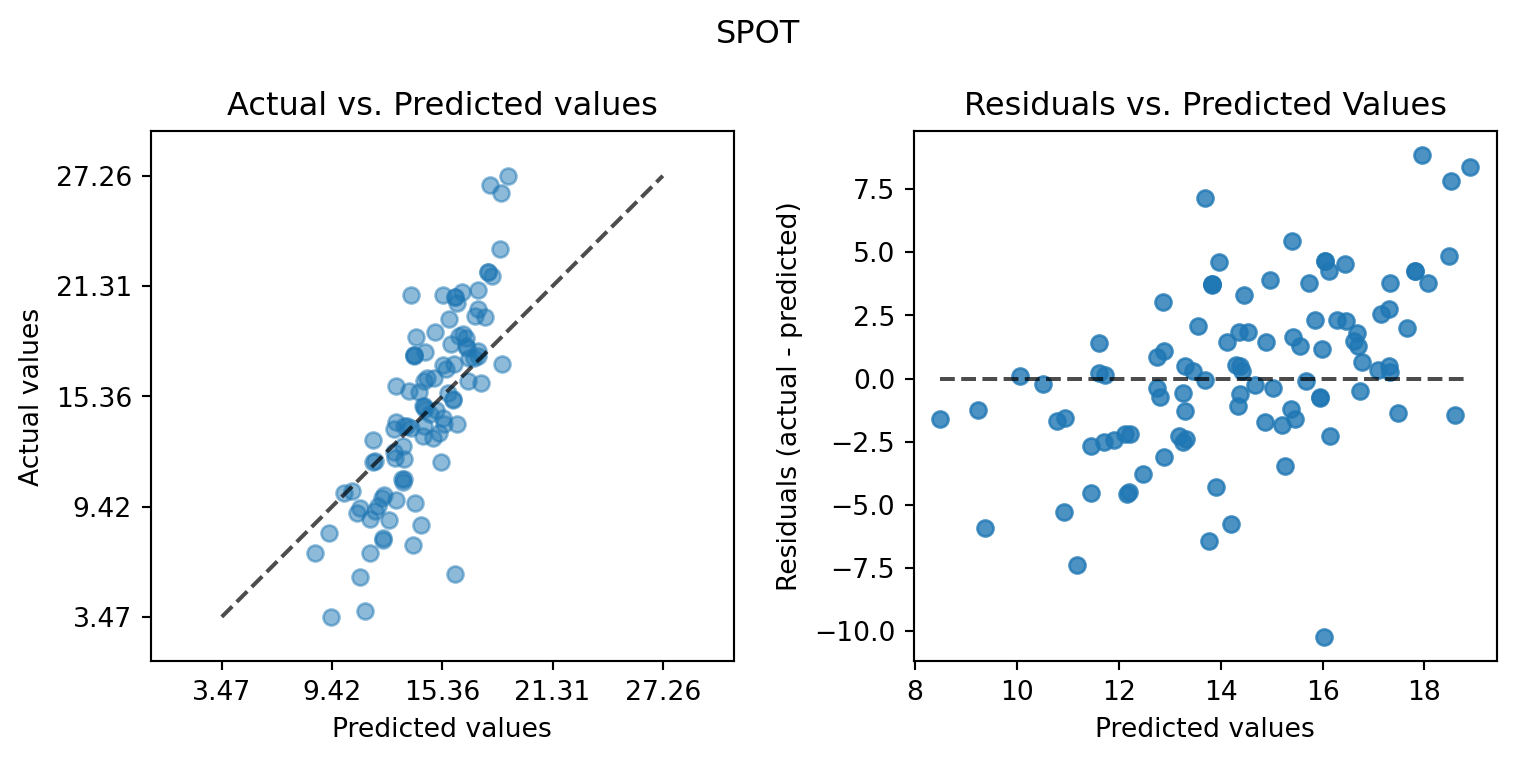 SPOT
Actual vs. Predicted values
Actual values
27.26
21.31
15.36
9.42
3.47
3.47 9.42 15.36 21.31 27.26
Predicted values
Residuals vs. Predicted Values
Residuals (actual - predicted)
7.5
5.0
2.5
0.0
−2.5
−5.0
−7.5
−10.0
8 10 12 14 16 18
Predicted values